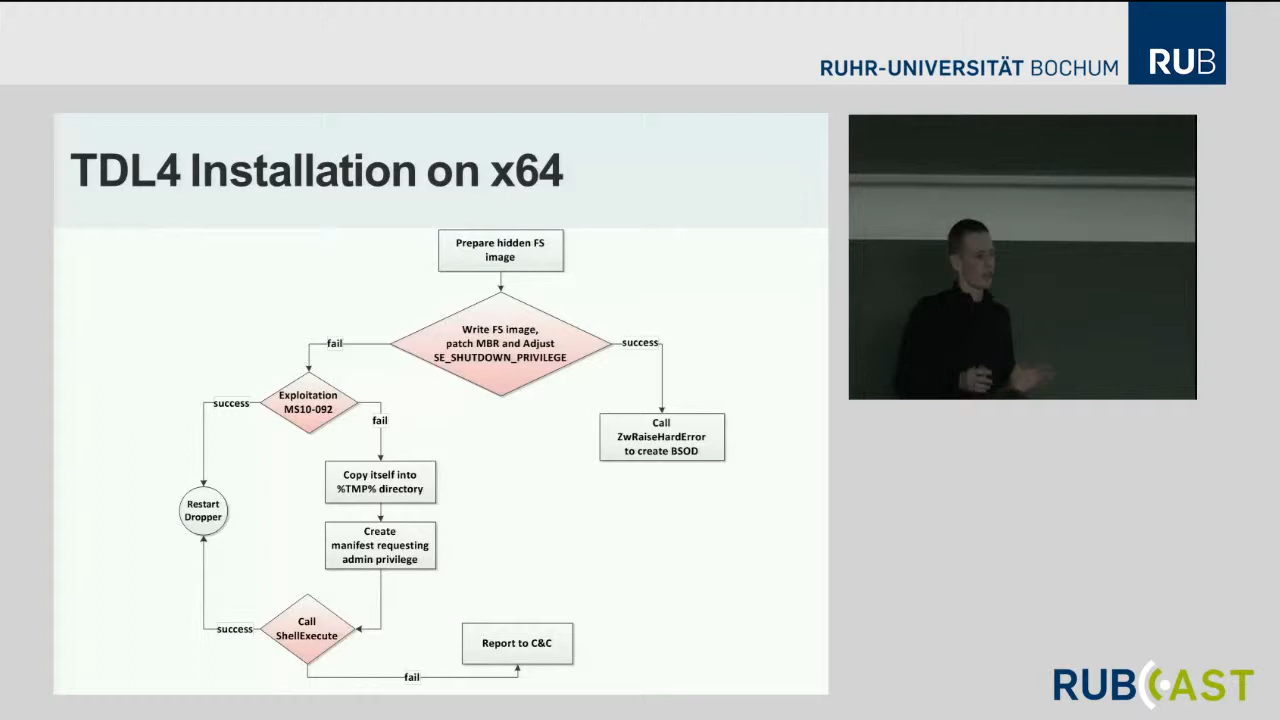 RUHR-UNIVERSITÄT BOCHUM
RUB
TDL4 Installation on x64
Prepare hidden FS
image
Write FS image,
patch MBR and Adjust
SE_SHUTDOWN_PRIVILEGE
fail
success
Exploitation
MS10-092
success
fail
Call
ZwRaiseHardError
to create BSOD
Copy itself into
%TMP% directory
Restart
Dropper
Create
manifest requesting
admin privilege
Call
ShellExecute
success
Report to C&C
fail
RUBCAST